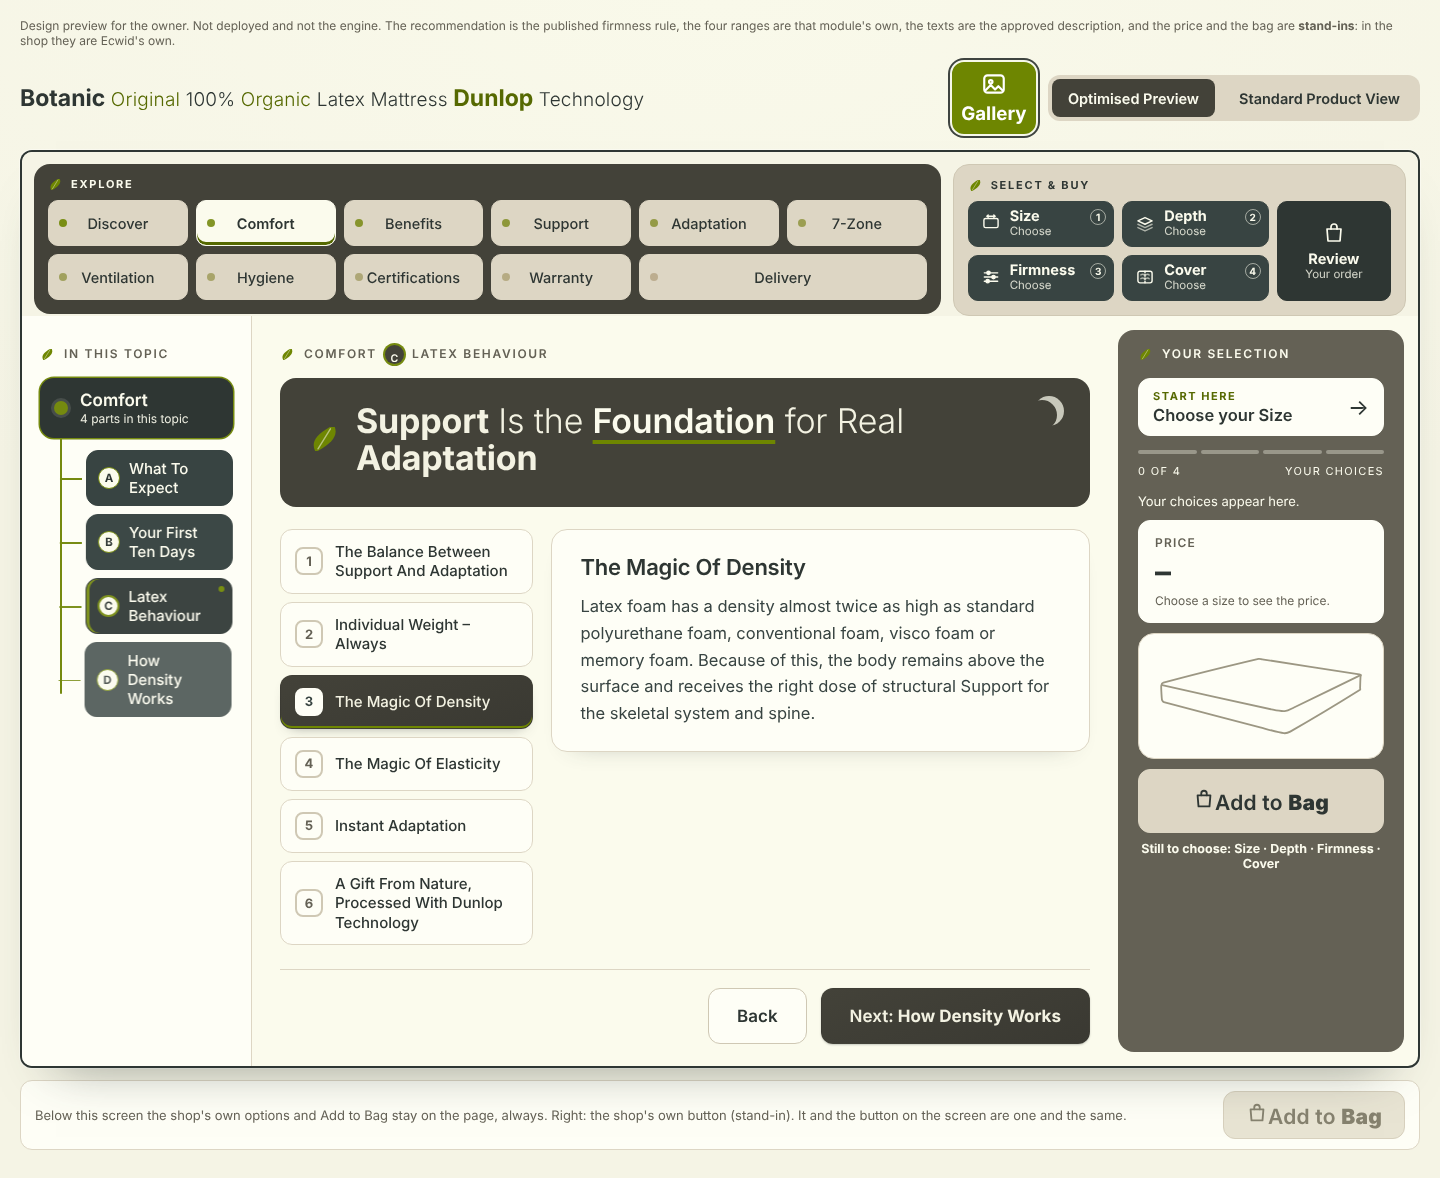 Design preview for the owner. Not deployed and not the engine. The recommendation is the published firmness rule, the four ranges are that module's own, the texts are the approved description, and the price and the bag are stand-ins: in the
shop they are Ecwid's own.
Botanic Original 100% Organic Latex Mattress Dunlop Technology
Gallery
Optimised Preview
Standard Product View
EXPLORE
Discover
Comfort
Benefits
Support
Adaptation
7-Zone
Ventilation
Hygiene
Certifications
Warranty
Delivery
SELECT & BUY
Size
Choose
1
Depth
Choose
2
Firmness
Choose
3
Cover
Choose
4
Review
Your order
IN THIS TOPIC
Comfort
4 parts in this topic
A
What To
Expect
B
Your First
Ten Days
C
Latex
Behaviour
D
How
Density
Works
COMFORT C LATEX BEHAVIOUR
Support Is the Foundation for Real
Adaptation
1
The Balance Between
Support And Adaptation
2
Individual Weight –
Always
3
The Magic Of Density
4
The Magic Of Elasticity
5
Instant Adaptation
6
A Gift From Nature,
Processed With Dunlop
Technology
The Magic Of Density
Latex foam has a density almost twice as high as standard
polyurethane foam, conventional foam, visco foam or
memory foam. Because of this, the body remains above the
surface and receives the right dose of structural Support for
the skeletal system and spine.
Back
Next: How Density Works
YOUR SELECTION
START HERE
Choose your Size
0 OF 4
YOUR CHOICES
Your choices appear here.
PRICE
–
Choose a size to see the price.
Add to Bag
Still to choose: Size · Depth · Firmness ·
Cover
Below this screen the shop's own options and Add to Bag stay on the page, always. Right: the shop's own button (stand-in). It and the button on the screen are one and the same.
Add to Bag